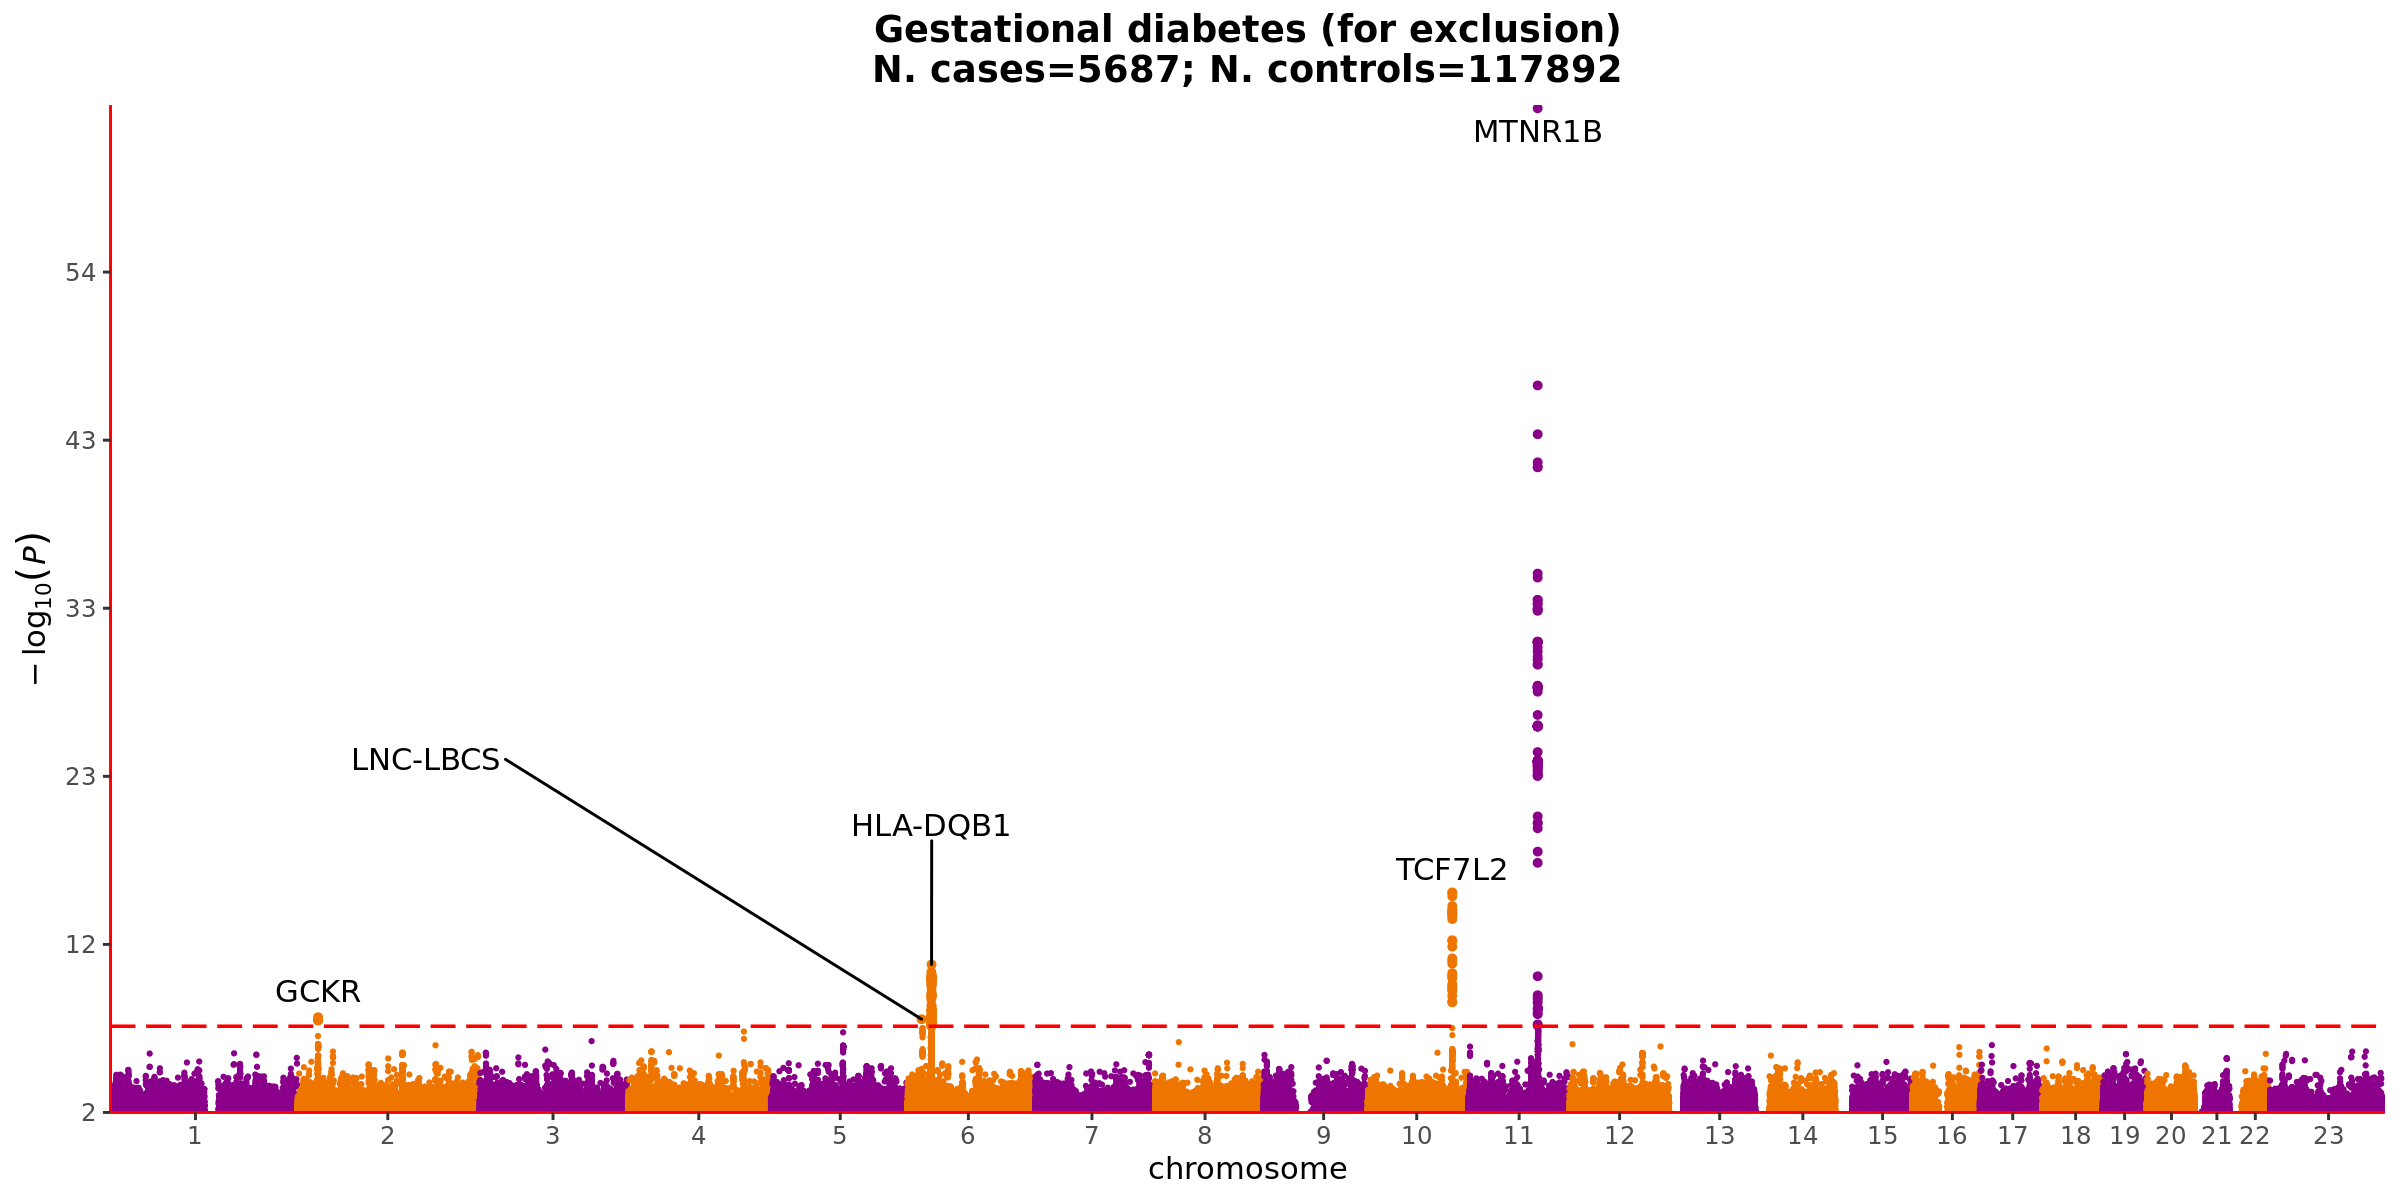 Gestational diabetes (for exclusion)
N. cases=5687; N. controls=117892
MTNR1B
54
43
33
23
12
2
−log10(P)
LNC-LBCS
HLA-DQB1
TCF7L2
GCKR
1 2 3 4 5 6 7 8 9 10 11 12 13 14 15 16 17 18 19 20 21 22 23
chromosome